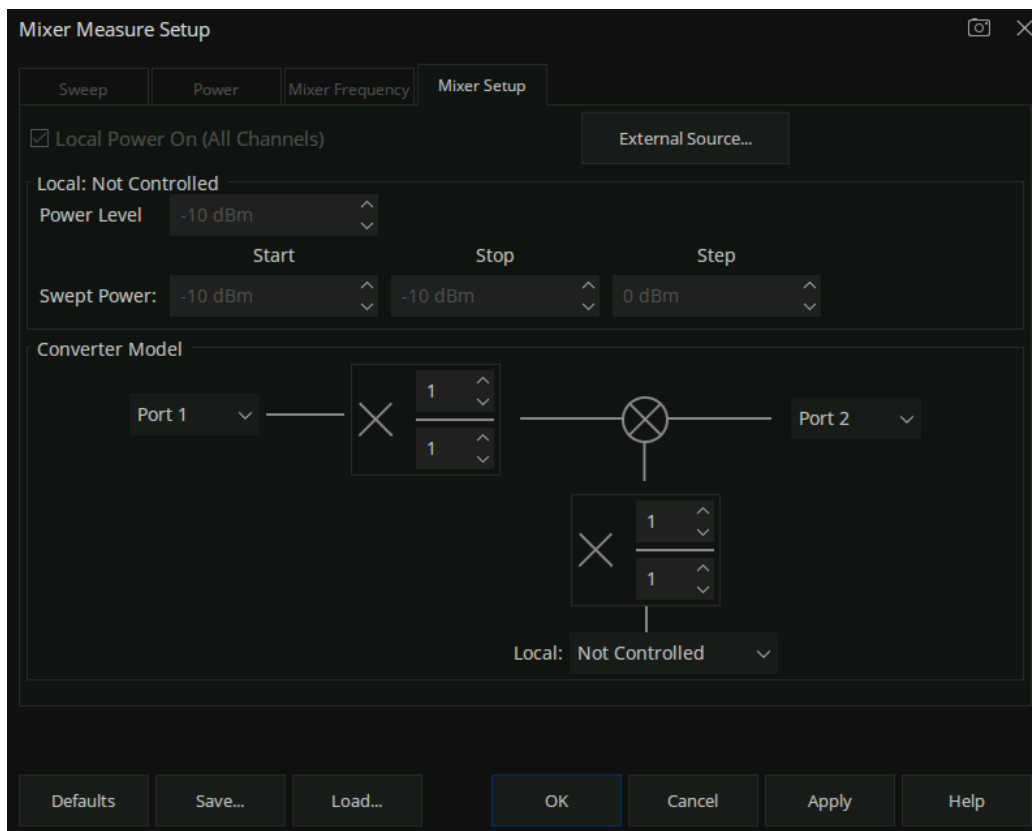 Mixer Measure Setup
Sweep Power Mixer Frequency Mixer Setup
Local Power On (All Channels) External Source...
Local: Not Controlled
Power Level -10 dBm
Start Stop Step
Swept Power: -10 dBm -10 dBm 0 dBm
Converter Model
1
Port 1 Port 2
1
1
1
Local: Not Controlled
Defaults Save... Load... OK Cancel Apply Help